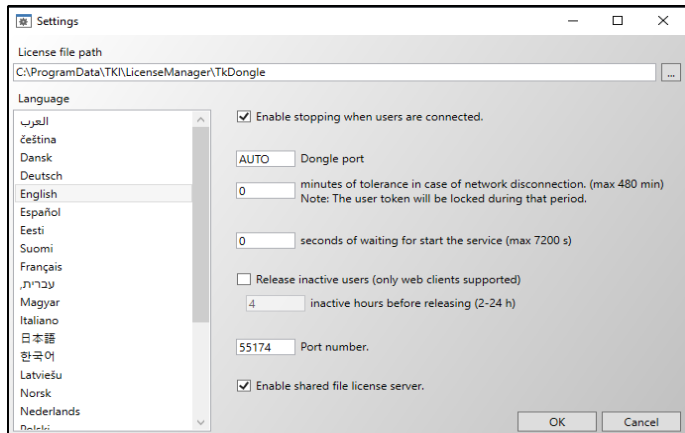 Settings
License file path
C:\ProgramData\TKI\LicenseManager\TkDongle
...
Language
العرب
čeština
Dansk
Deutsch
English
Español
Eesti
Suomi
Français
עברית,
Magyar
Italiano
日本語
한국어
Latviešu
Norsk
Nederlands
Polski
Enable stopping when users are connected.
AUTO Dongle port
0 minutes of tolerance in case of network disconnection. (max 480 min)
Note: The user token will be locked during that period.
0 seconds of waiting for start the service (max 7200 s)
Release inactive users (only web clients supported)
4 inactive hours before releasing (2-24 h)
55174 Port number.
Enable shared file license server.
OK Cancel